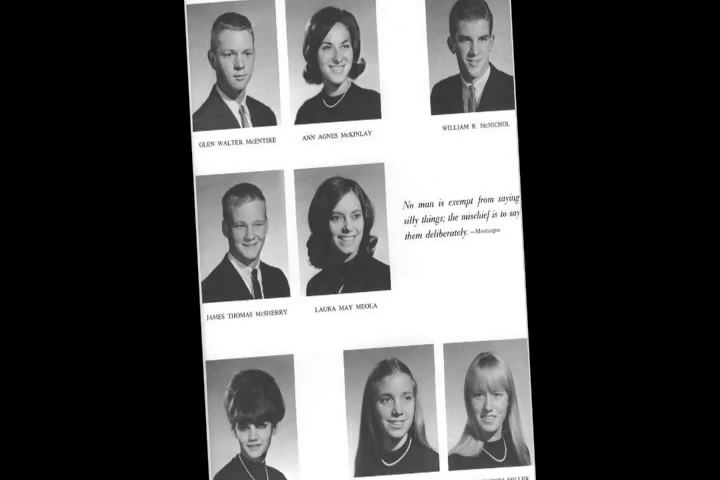 GLEN WALTER McENTIRE
ANN AGNES McKINLAY
WILLIAM R. McNICHOL
No man is exempt from saying
silly things; the mischief is to say
them deliberately. —Montaigne
JAMES THOMAS McSHERRY
LAURA MAY MEOLA
MILLER